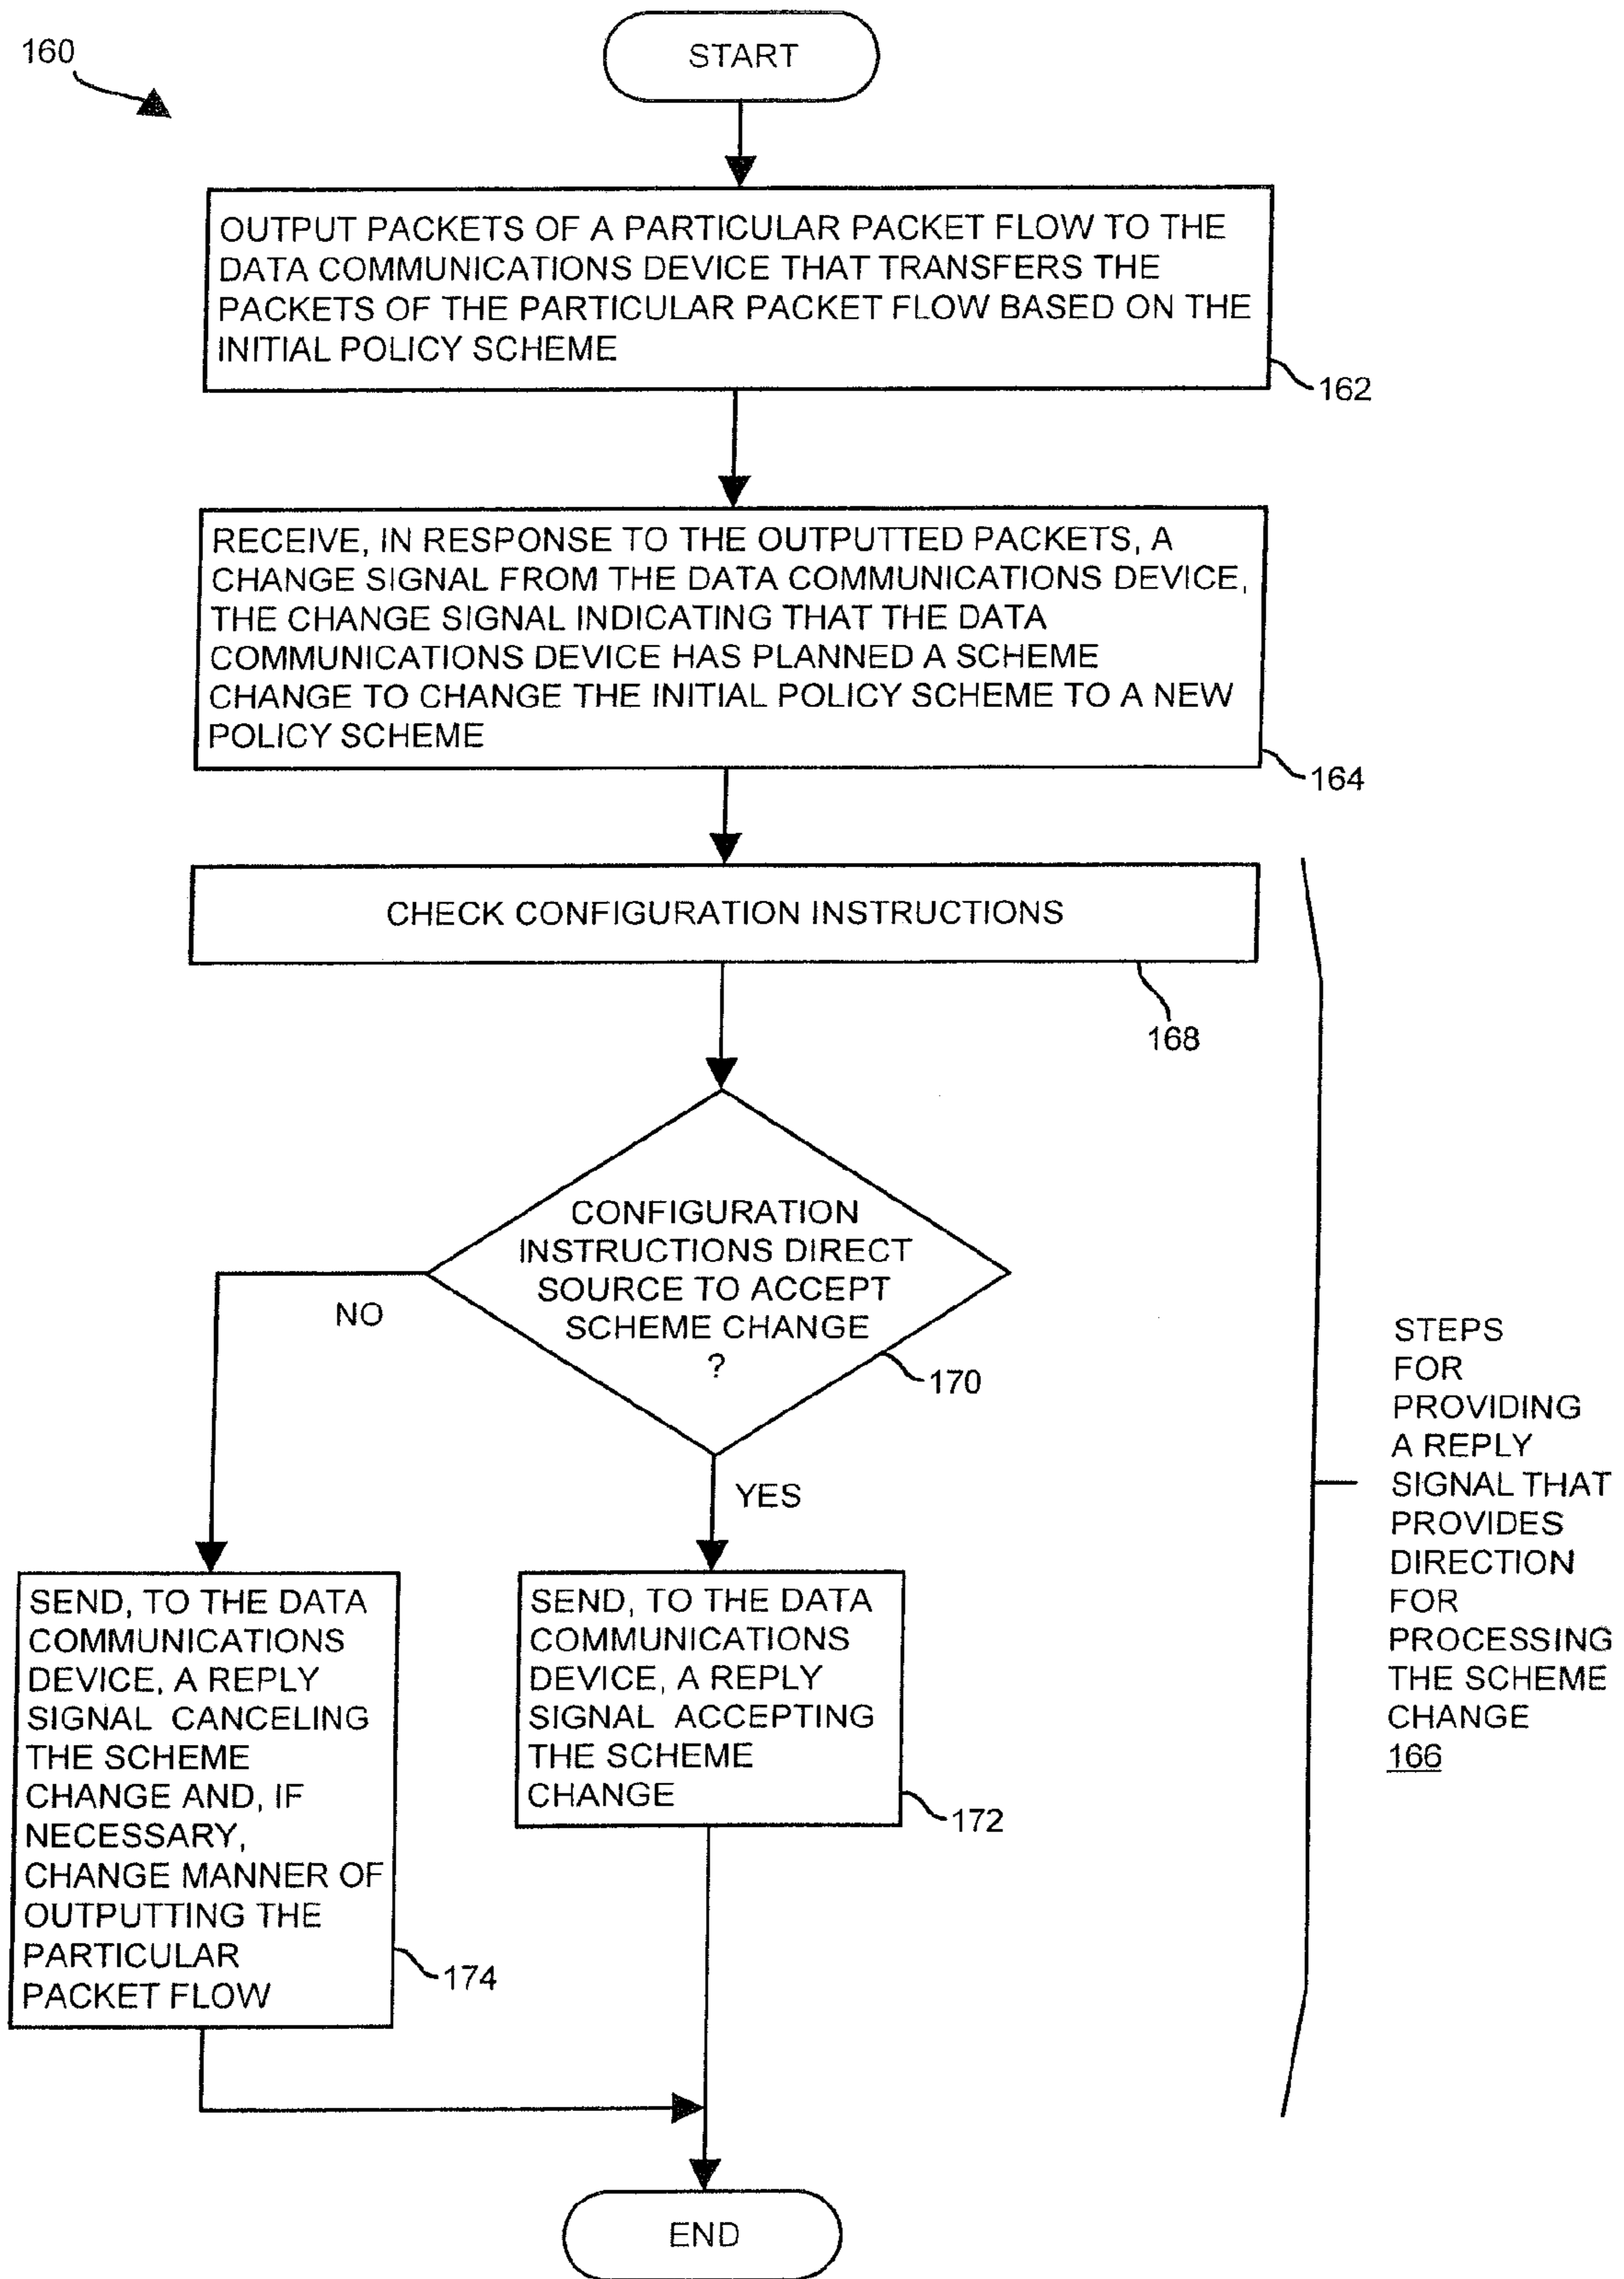 160
START
OUTPUT PACKETS OF A PARTICULAR PACKET FLOW TO THE
DATA COMMUNICATIONS DEVICE THAT TRANSFERS THE
PACKETS OF THE PARTICULAR PACKET FLOW BASED ON THE
INITIAL POLICY SCHEME
162
RECEIVE, IN RESPONSE TO THE OUTPUTTED PACKETS, A
CHANGE SIGNAL FROM THE DATA COMMUNICATIONS DEVICE,
THE CHANGE SIGNAL INDICATING THAT THE DATA
COMMUNICATIONS DEVICE HAS PLANNED A SCHEME
CHANGE TO CHANGE THE INITIAL POLICY SCHEME TO A NEW
POLICY SCHEME
164
CHECK CONFIGURATION INSTRUCTIONS
168
CONFIGURATION
INSTRUCTIONS DIRECT
SOURCE TO ACCEPT
SCHEME CHANGE
?
170
NO
YES
SEND, TO THE DATA
COMMUNICATIONS
DEVICE, A REPLY
SIGNAL CANCELING
THE SCHEME
CHANGE AND, IF
NECESSARY,
CHANGE MANNER OF
OUTPUTTING THE
PARTICULAR
PACKET FLOW
174
SEND, TO THE DATA
COMMUNICATIONS
DEVICE, A REPLY
SIGNAL ACCEPTING
THE SCHEME
CHANGE
172
STEPS
FOR
PROVIDING
A REPLY
SIGNAL THAT
PROVIDES
DIRECTION
FOR
PROCESSING
THE SCHEME
CHANGE
166
END